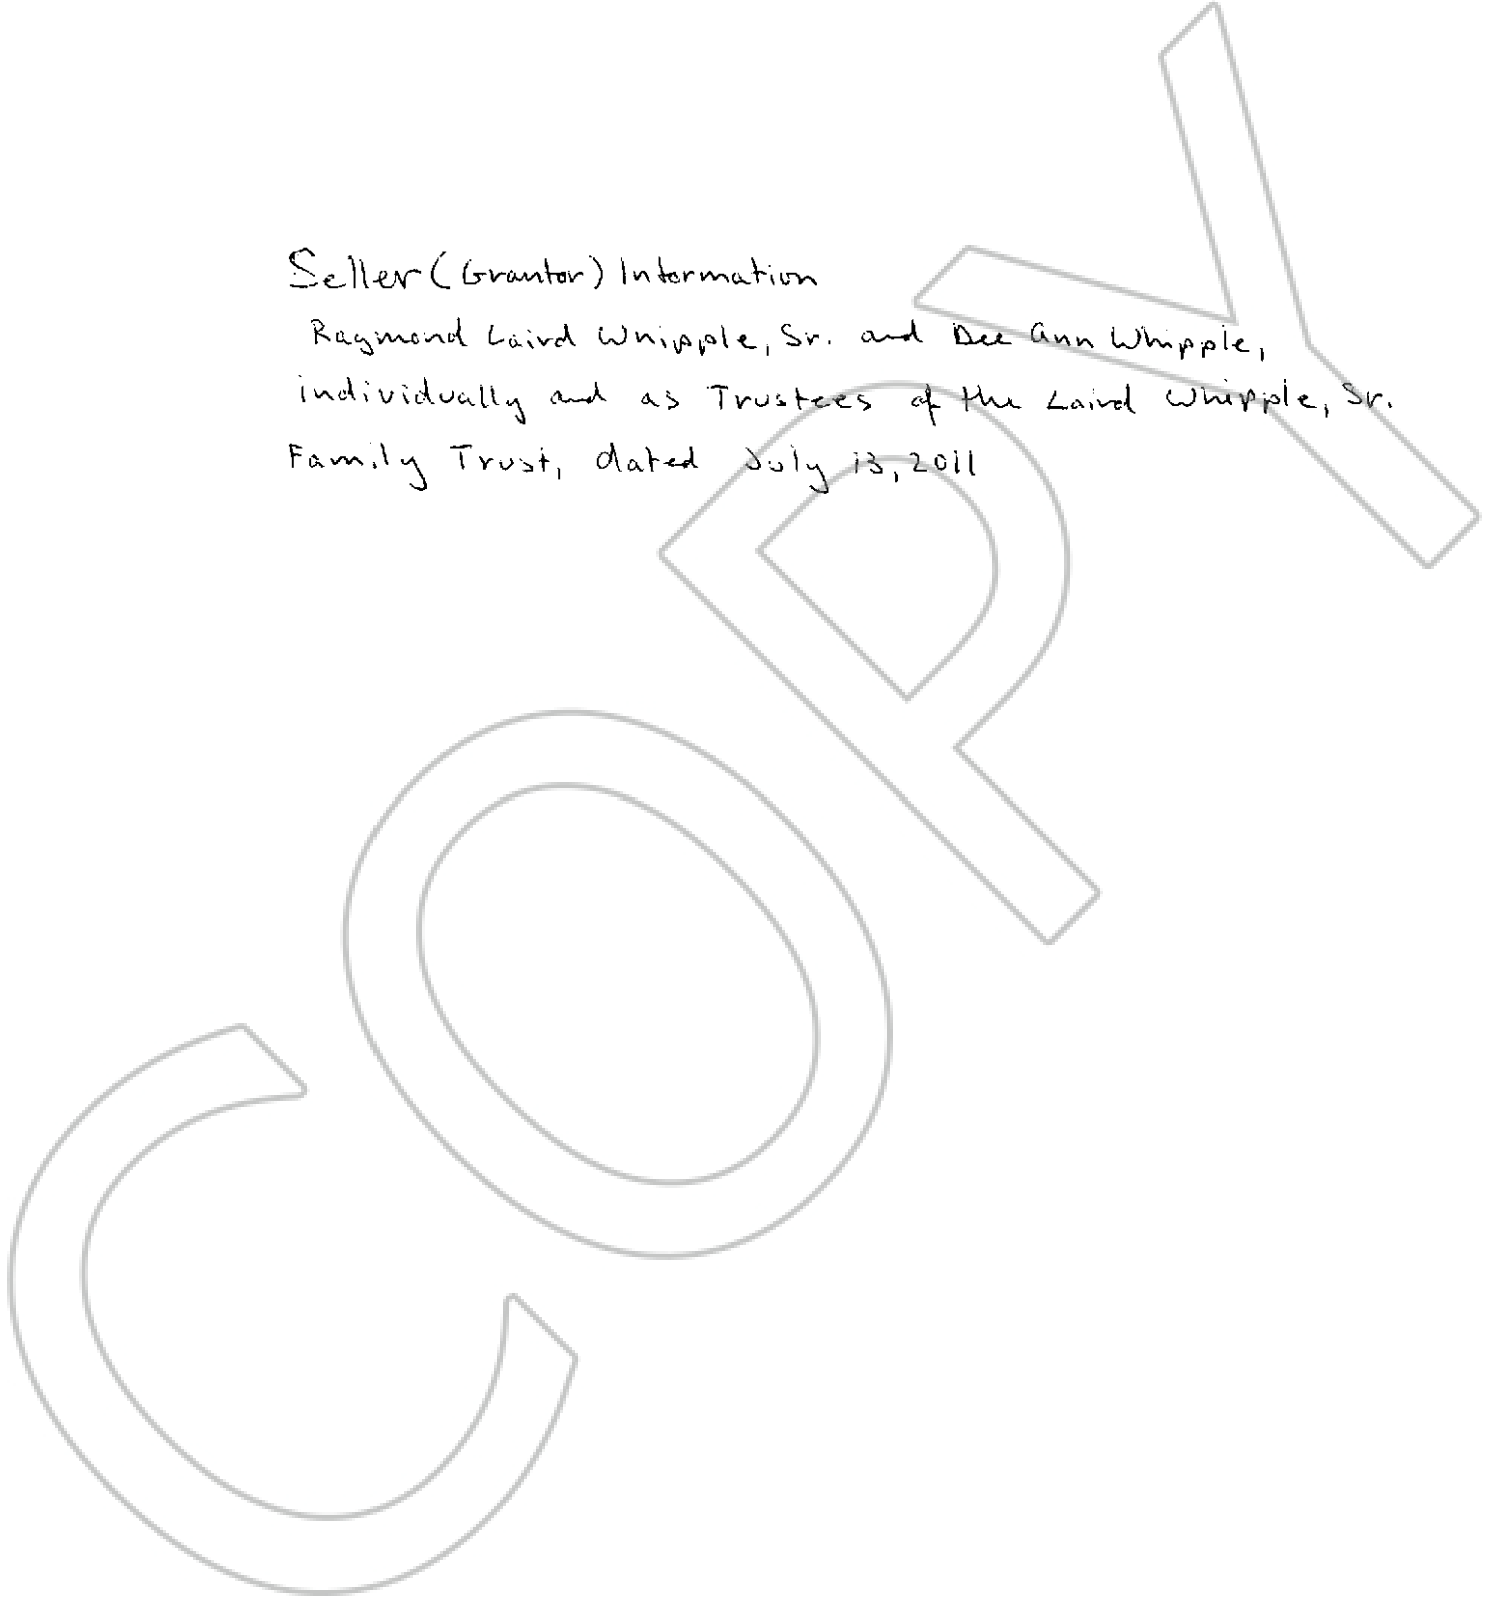 Seller (Grantor) Information
Raymond Laird Whipple, Sr. and Dee Ann Whipple,
individually and as Trustees of the Laird Whipple, Sr.
Family Trust, dated July 13, 2011
COPY